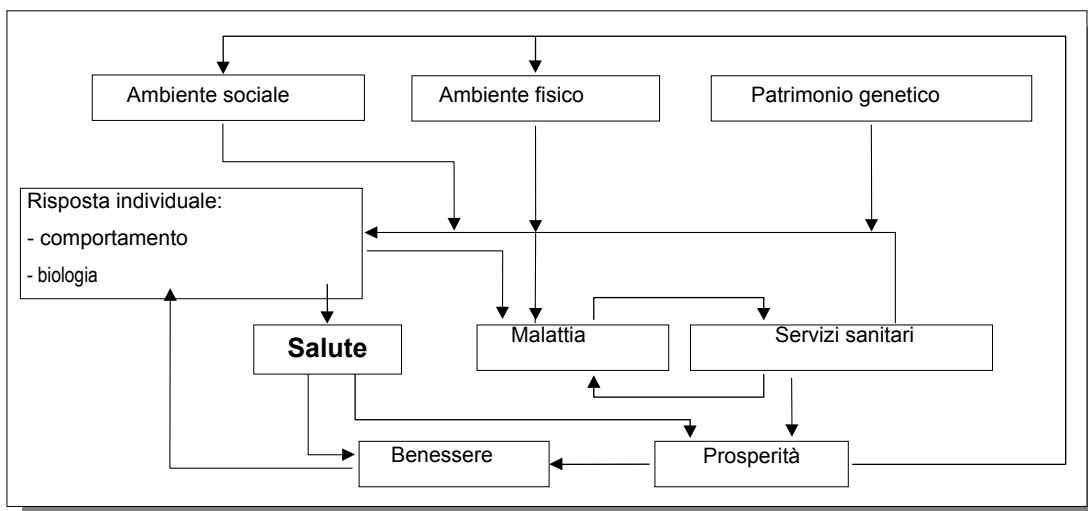 Ambiente sociale
Ambiente fisico
Patrimonio genetico
Risposta individuale:
- comportamento
- biologia
Salute
Malattia
Servizi sanitari
Benessere
Prosperità